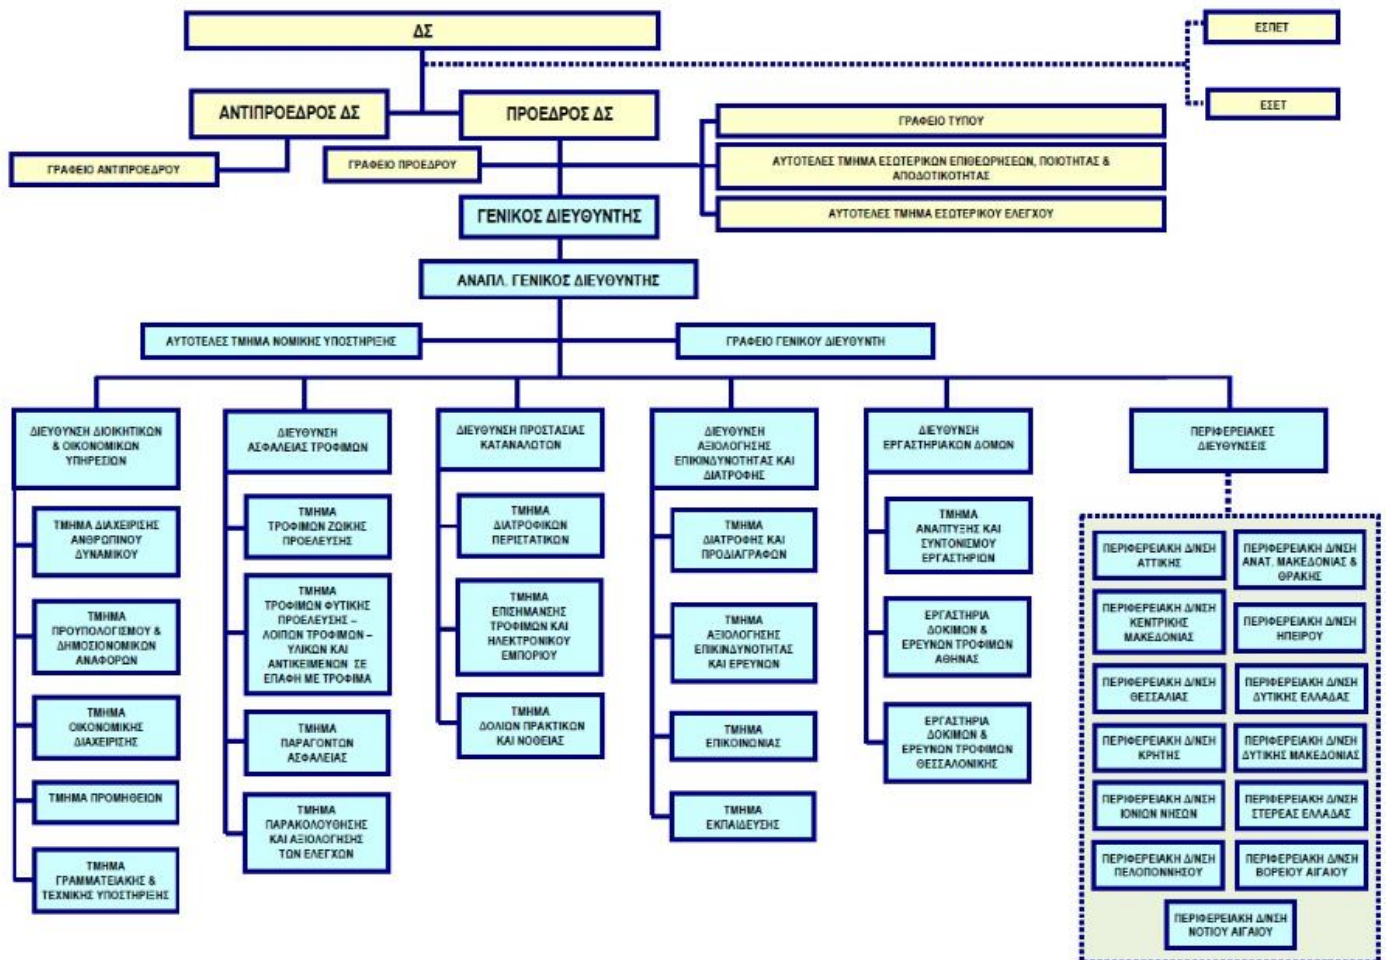 ΔΣ
ΕΣΠΕΤ
ΕΣΕΤ
ΑΝΤΙΠΡΟΕΔΡΟΣ ΔΣ
ΠΡΟΕΔΡΟΣ ΔΣ
ΓΡΑΦΕΙΟ ΤΥΠΟΥ
ΓΡΑΦΕΙΟ ΑΝΤΙΠΡΟΕΔΡΟΥ
ΓΡΑΦΕΙΟ ΠΡΟΕΔΡΟΥ
ΑΥΤΟΤΕΛΕΣ ΤΜΗΜΑ ΕΣΩΤΕΡΙΚΩΝ ΕΠΙΘΕΩΡΗΣΕΩΝ, ΠΟΙΟΤΗΤΑΣ &
ΑΠΟΔΟΤΙΚΟΤΗΤΑΣ
ΑΥΤΟΤΕΛΕΣ ΤΜΗΜΑ ΕΣΩΤΕΡΙΚΟΥ ΕΛΕΓΧΟΥ
ΓΕΝΙΚΟΣ ΔΙΕΥΘΥΝΤΗΣ
ΑΝΑΠΛ. ΓΕΝΙΚΟΣ ΔΙΕΥΘΥΝΤΗΣ
ΑΥΤΟΤΕΛΕΣ ΤΜΗΜΑ ΝΟΜΙΚΗΣ ΥΠΟΣΤΗΡΙΞΗΣ
ΓΡΑΦΕΙΟ ΓΕΝΙΚΟΥ ΔΙΕΥΘΥΝΤΗ
ΔΙΕΥΘΥΝΣΗ ΔΙΟΙΚΗΤΙΚΩΝ
& ΟΙΚΟΝΟΜΙΚΩΝ
ΥΠΗΡΕΣΙΩΝ
ΤΜΗΜΑ ΔΙΑΧΕΙΡΙΣΗΣ
ΑΝΘΡΩΠΙΝΟΥ
ΔΥΝΑΜΙΚΟΥ
ΤΜΗΜΑ
ΠΡΟΥΠΟΛΟΓΙΣΜΟΥ &
ΔΗΜΟΣΙΟΝΟΜΙΚΩΝ
ΑΝΑΦΟΡΩΝ
ΤΜΗΜΑ
ΟΙΚΟΝΟΜΙΚΗΣ
ΔΙΑΧΕΙΡΙΣΗΣ
ΤΜΗΜΑ ΠΡΟΜΗΘΕΙΩΝ
ΤΜΗΜΑ
ΓΡΑΜΜΑΤΕΙΑΚΗΣ &
ΤΕΧΝΙΚΗΣ ΥΠΟΣΤΗΡΙΞΗΣ
ΔΙΕΥΘΥΝΣΗ
ΑΣΦΑΛΕΙΑΣ ΤΡΟΦΙΜΩΝ
ΤΜΗΜΑ
ΤΡΟΦΙΜΩΝ ΖΩΙΚΗΣ
ΠΡΟΕΛΕΥΣΗΣ
ΤΜΗΜΑ
ΤΡΟΦΙΜΩΝ ΦΥΤΙΚΗΣ
ΠΡΟΕΛΕΥΣΗΣ –
ΛΟΙΠΩΝ ΤΡΟΦΙΜΩΝ –
ΥΛΙΚΩΝ ΚΑΙ
ΑΝΤΙΚΕΙΜΕΝΩΝ ΣΕ
ΕΠΑΦΗ ΜΕ ΤΡΟΦΙΜΑ
ΤΜΗΜΑ
ΠΑΡΑΓΟΝΤΩΝ
ΑΣΦΑΛΕΙΑΣ
ΤΜΗΜΑ
ΠΑΡΑΚΟΛΟΥΘΗΣΗΣ
ΚΑΙ ΑΞΙΟΛΟΓΗΣΗΣ
ΤΩΝ ΕΛΕΓΧΩΝ
ΔΙΕΥΘΥΝΣΗ ΠΡΟΣΤΑΣΙΑΣ
ΚΑΤΑΝΑΛΩΤΩΝ
ΤΜΗΜΑ
ΔΙΑΤΡΟΦΙΚΩΝ
ΠΕΡΙΣΤΑΤΙΚΩΝ
ΤΜΗΜΑ
ΕΠΙΣΗΜΑΝΣΗΣ
ΤΡΟΦΙΜΩΝ ΚΑΙ
ΗΛΕΚΤΡΟΝΙΚΟΥ
ΕΜΠΟΡΙΟΥ
ΤΜΗΜΑ
ΔΟΛΙΩΝ ΠΡΑΚΤΙΚΩΝ
ΚΑΙ ΝΟΘΕΙΑΣ
ΔΙΕΥΘΥΝΣΗ
ΑΞΙΟΛΟΓΗΣΗΣ
ΕΠΙΚΙΝΔΥΝΟΤΗΤΑΣ ΚΑΙ
ΔΙΑΤΡΟΦΗΣ
ΤΜΗΜΑ
ΔΙΑΤΡΟΦΗΣ ΚΑΙ
ΠΡΟΔΙΑΓΡΑΦΩΝ
ΤΜΗΜΑ
ΑΞΙΟΛΟΓΗΣΗΣ
ΕΠΙΚΙΝΔΥΝΟΤΗΤΑΣ
ΚΑΙ ΕΡΕΥΝΩΝ
ΤΜΗΜΑ
ΕΠΙΚΟΙΝΩΝΙΑΣ
ΤΜΗΜΑ
ΕΚΠΑΙΔΕΥΣΗΣ
ΔΙΕΥΘΥΝΣΗ
ΕΡΓΑΣΤΗΡΙΑΚΩΝ ΔΟΜΩΝ
ΤΜΗΜΑ
ΑΝΑΠΤΥΞΗΣ ΚΑΙ
ΣΥΝΤΟΝΙΣΜΟΥ
ΕΡΓΑΣΤΗΡΙΩΝ
ΕΡΓΑΣΤΗΡΙΑ
ΔΟΚΙΜΩΝ &
ΕΡΕΥΝΩΝ ΤΡΟΦΙΜΩΝ
ΑΘΗΝΑΣ
ΕΡΓΑΣΤΗΡΙΑ
ΔΟΚΙΜΩΝ &
ΕΡΕΥΝΩΝ ΤΡΟΦΙΜΩΝ
ΘΕΣΣΑΛΟΝΙΚΗΣ
ΠΕΡΙΦΕΡΕΙΑΚΕΣ
ΔΙΕΥΘΥΝΣΕΙΣ
ΠΕΡΙΦΕΡΕΙΑΚΗ Δ/ΝΣΗ
ΑΤΤΙΚΗΣ
ΠΕΡΙΦΕΡΕΙΑΚΗ Δ/ΝΣΗ
ΑΝΑΤ. ΜΑΚΕΔΟΝΙΑΣ &
ΘΡΑΚΗΣ
ΠΕΡΙΦΕΡΕΙΑΚΗ Δ/ΝΣΗ
ΚΕΝΤΡΙΚΗΣ
ΜΑΚΕΔΟΝΙΑΣ
ΠΕΡΙΦΕΡΕΙΑΚΗ Δ/ΝΣΗ
ΗΠΕΙΡΟΥ
ΠΕΡΙΦΕΡΕΙΑΚΗ Δ/ΝΣΗ
ΘΕΣΣΑΛΙΑΣ
ΠΕΡΙΦΕΡΕΙΑΚΗ Δ/ΝΣΗ
ΔΥΤΙΚΗΣ ΕΛΛΑΔΑΣ
ΠΕΡΙΦΕΡΕΙΑΚΗ Δ/ΝΣΗ
ΚΡΗΤΗΣ
ΠΕΡΙΦΕΡΕΙΑΚΗ Δ/ΝΣΗ
ΔΥΤΙΚΗΣ ΜΑΚΕΔΟΝΙΑΣ
ΠΕΡΙΦΕΡΕΙΑΚΗ Δ/ΝΣΗ
ΙΟΝΙΩΝ ΝΗΣΩΝ
ΠΕΡΙΦΕΡΕΙΑΚΗ Δ/ΝΣΗ
ΣΤΕΡΕΑΣ ΕΛΛΑΔΑΣ
ΠΕΡΙΦΕΡΕΙΑΚΗ Δ/ΝΣΗ
ΠΕΛΟΠΟΝΝΗΣΟΥ
ΠΕΡΙΦΕΡΕΙΑΚΗ Δ/ΝΣΗ
ΒΟΡΕΙΟΥ ΑΙΓΑΙΟΥ
ΠΕΡΙΦΕΡΕΙΑΚΗ Δ/ΝΣΗ
ΝΟΤΙΟΥ ΑΙΓΑΙΟΥ